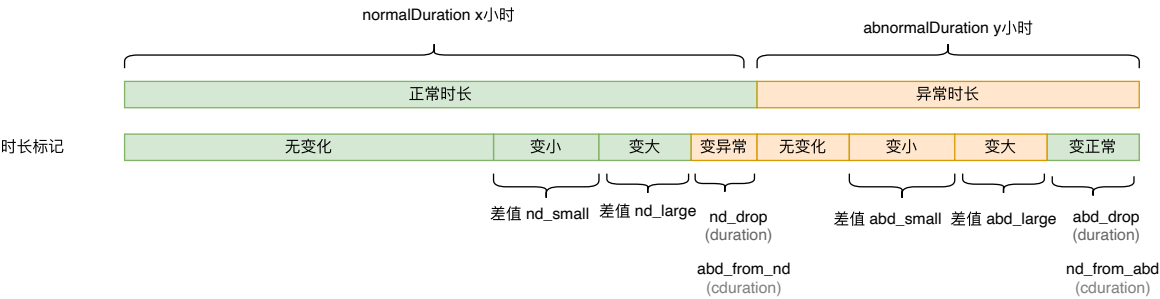 normalDuration x小时
abnormalDuration y小时
正常时长
异常时长
时长标记
无变化
变小
变大
变异常
无变化
变小
变大
变正常
差值 nd_small
差值 nd_large
nd_drop
(duration)
abd_from_nd
(cduration)
差值 abd_small
差值 abd_large
abd_drop
(duration)
nd_from_abd
(cduration)